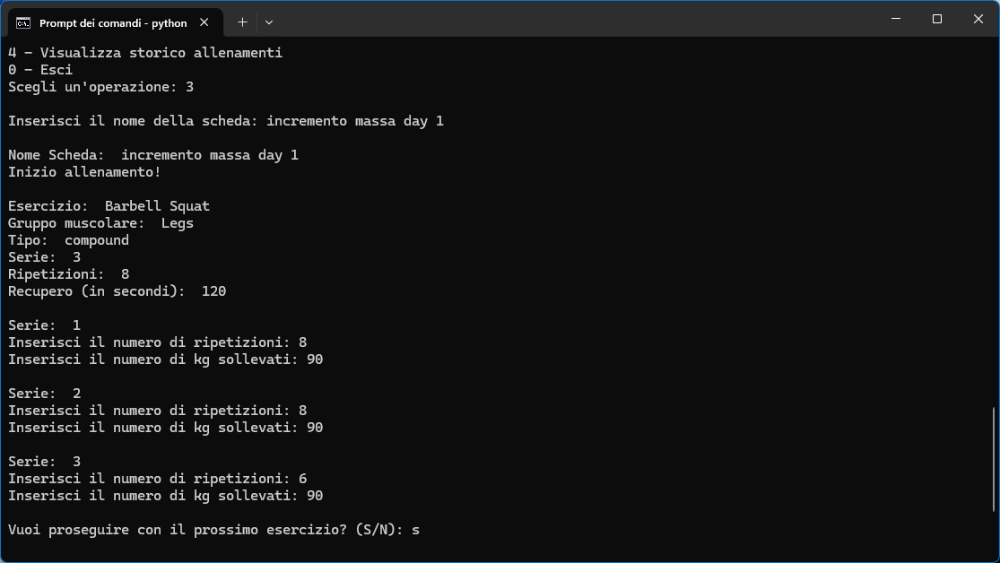 Prompt dei comandi - python
4 - Visualizza storico allenamenti
0 - Esci
Scegli un'operazione: 3
Inserisci il nome della scheda: incremento massa day 1
Nome Scheda:  incremento massa day 1
Inizio allenamento!
Esercizio:  Barbell Squat
Gruppo muscolare:  Legs
Tipo:  compound
Serie:  3
Ripetizioni:  8
Recupero (in secondi):  120
Serie:  1
Inserisci il numero di ripetizioni: 8
Inserisci il numero di kg sollevati: 90
Serie:  2
Inserisci il numero di ripetizioni: 8
Inserisci il numero di kg sollevati: 90
Serie:  3
Inserisci il numero di ripetizioni: 6
Inserisci il numero di kg sollevati: 90
Vuoi proseguire con il prossimo esercizio? (S/N): s